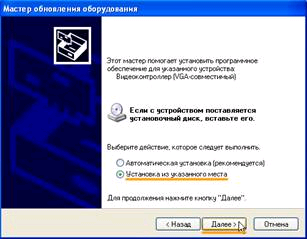 Мастер обновления оборудования
Этот мастер помогает установить программное
обеспечение для указанного устройства:
Видеоконтроллер (VGA-совместимый)
Если с устройством поставляется
установочный диск, вставьте его.
Выберите действие, которое следует выполнить.
Автоматическая установка (рекомендуется)
Установка из указанного места
Для продолжения нажмите кнопку "Далее".
< Назад
Далее >
Отмена